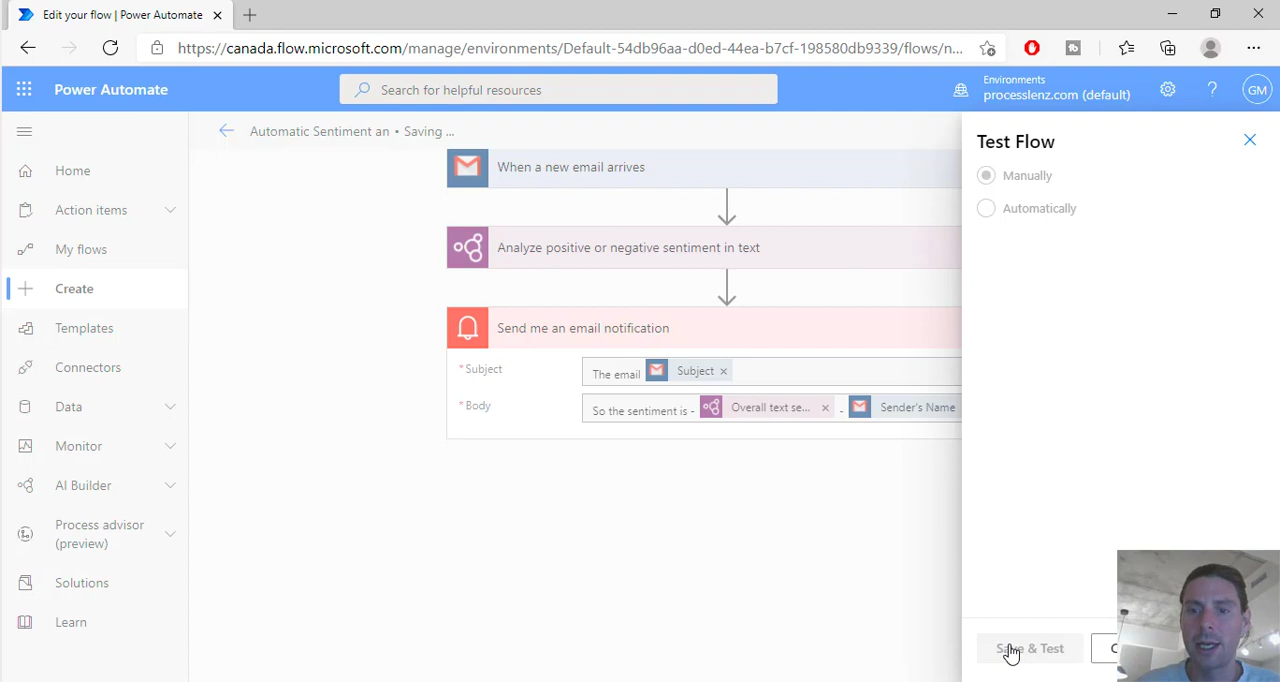 Edit your flow | Power Automate
https://canada.flow.microsoft.com/manage/environments/Default-54db96aa-d0ed-44ea-b7cf-198580db9339/flows/n...
Power Automate
Search for helpful resources
Environments
processlenz.com (default)
GM
Automatic Sentiment an • Saving ...
Home
Action items
My flows
Create
Templates
Connectors
Data
Monitor
AI Builder
Process advisor
(preview)
Solutions
Learn
When a new email arrives
Analyze positive or negative sentiment in text
Send me an email notification
* Subject
The email Subject ×
* Body
So the sentiment is - Overall text se... × - Sender's Name
Test Flow
Manually
Automatically
Save & Test